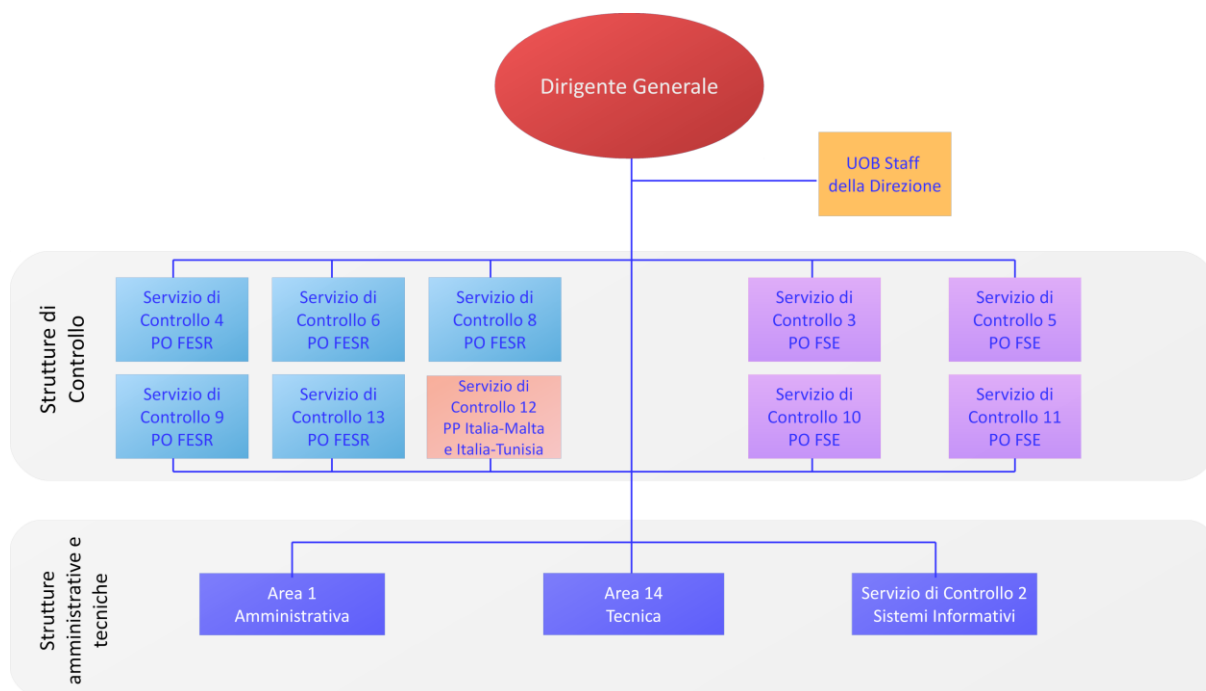 Dirigente Generale
UOB Staff
della Direzione
Strutture di
Controllo
Servizio di
Controllo 4
PO FESR
Servizio di
Controllo 6
PO FESR
Servizio di
Controllo 8
PO FESR
Servizio di
Controllo 3
PO FSE
Servizio di
Controllo 5
PO FSE
Servizio di
Controllo 9
PO FESR
Servizio di
Controllo 13
PO FESR
Servizio di
Controllo 12
PP Italia-Malta
e Italia-Tunisia
Servizio di
Controllo 10
PO FSE
Servizio di
Controllo 11
PO FSE
Strutture
amministrative e
tecniche
Area 1
Amministrativa
Area 14
Tecnica
Servizio di Controllo 2
Sistemi Informativi